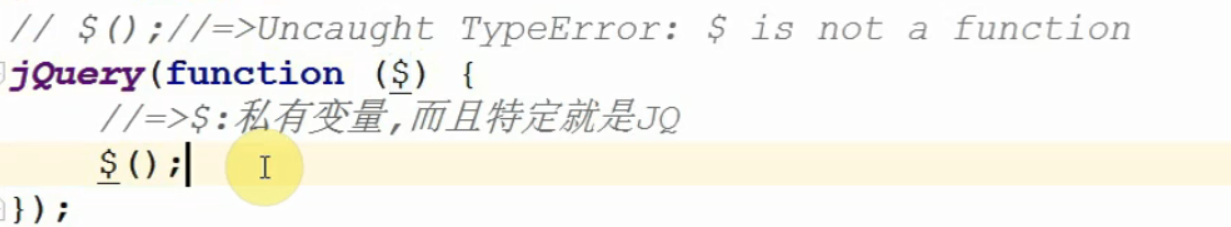 // $();//=>Uncaught TypeError: $ is not a function
jQuery(function ($) {
//=>$:私有变量,而且特定就是JQ
$();
});